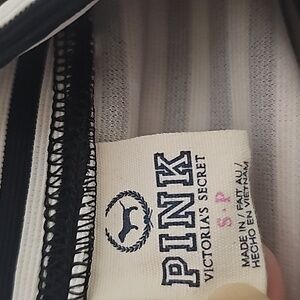 PINK
VICTORIA'S SECRET
S-P
MADE IN / FAIT AU /
HECHO EN VIETNAM